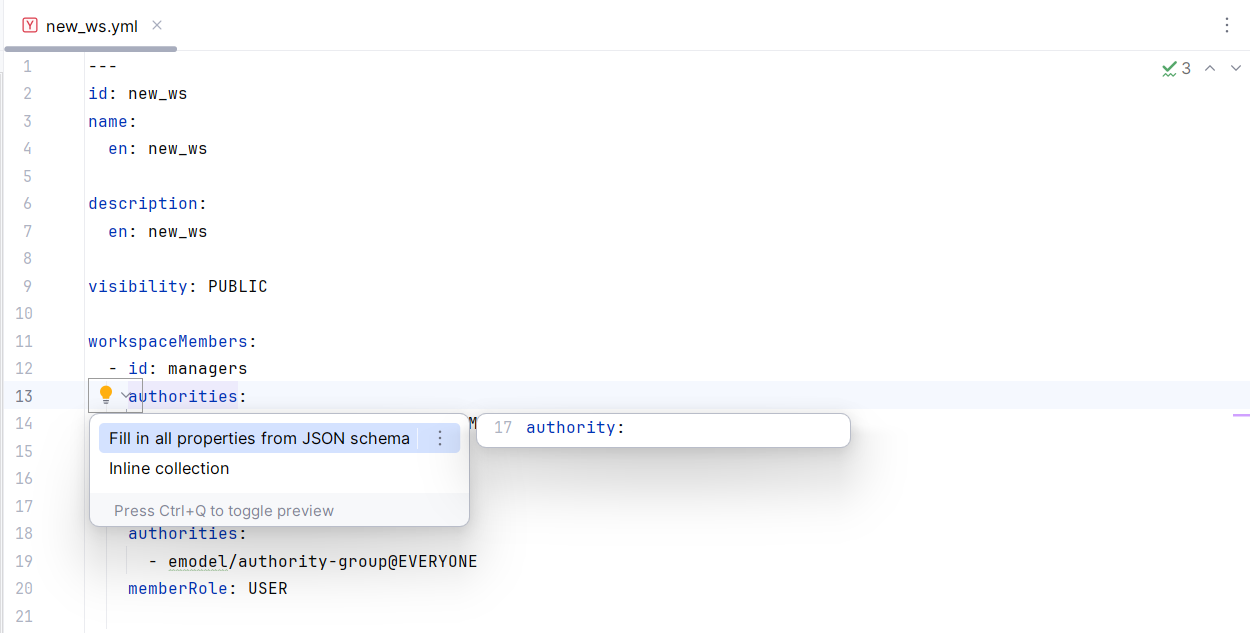 new_ws.yml
3
1 ---
2 id: new_ws
3 name:
4 en: new_ws
5
6 description:
7 en: new_ws
8
9 visibility: PUBLIC
10
11 workspaceMembers:
12 - id: managers
13 authorities:
14 M
Fill in all properties from JSON schema
17 authority:
15
Inline collection
16
17
Press Ctrl+Q to toggle preview
18 authorities:
19 - emodel/authority-group@EVERYONE
20 memberRole: USER
21